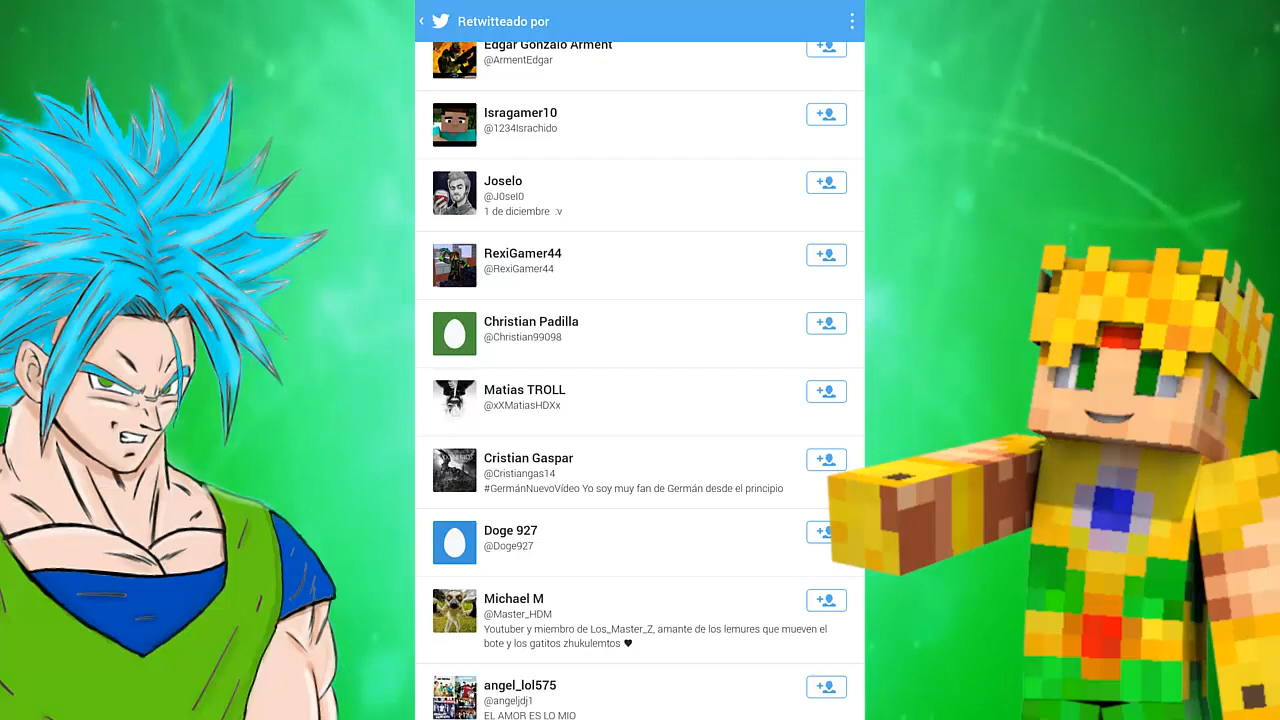 Retwitteado por
Edgar Gonzalo Arment
@ArmentEdgar
Isragamer10
@1234Israchido
Joselo
@J0sel0
1 de diciembre :v
RexiGamer44
@RexiGamer44
Christian Padilla
@Christian99098
Matias TROLL
@xXMatiasHDXx
Cristian Gaspar
@Cristiangas14
#GermánNuevoVídeo Yo soy muy fan de Germán desde el principio
Doge 927
@Doge927
Michael M
@Master_HDM
Youtuber y miembro de Los_Master_Z, amante de los lemures que mueven el
bote y los gatitos zhukulemtos ♥
angel_lol575
@angeljdj1
EL AMOR ES LO MIO